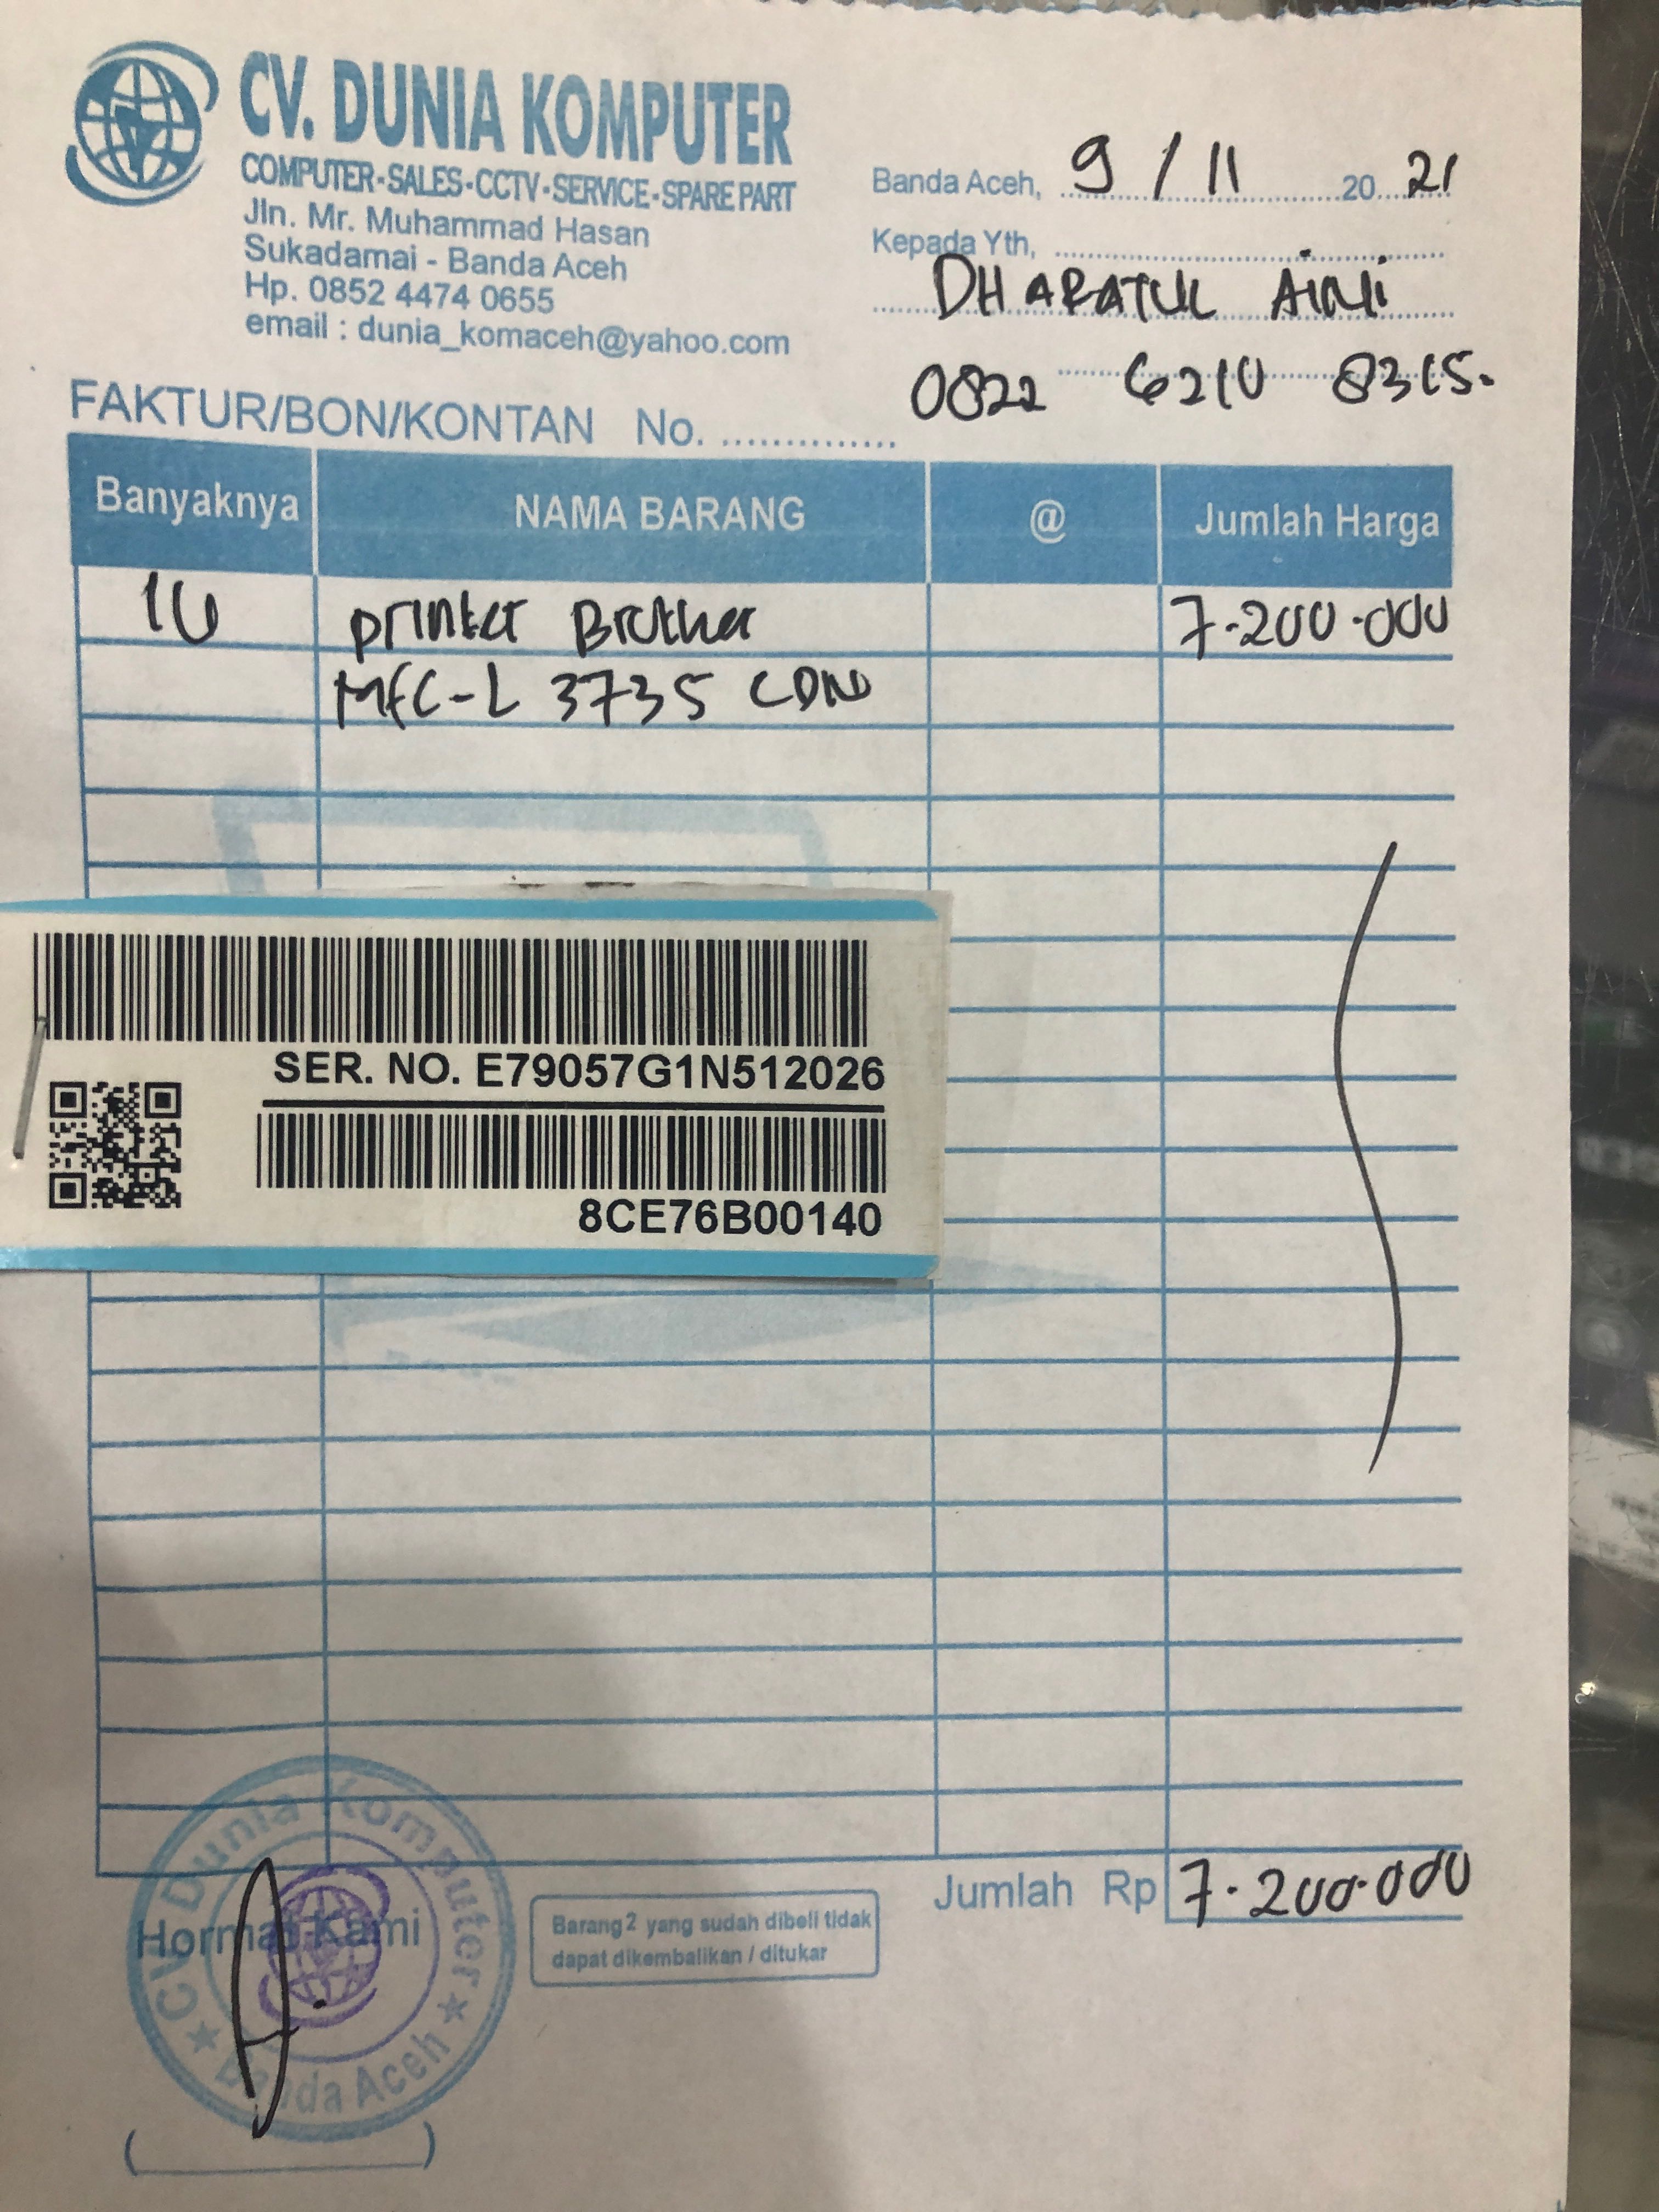 CV. DUNIA KOMPUTER
COMPUTER-SALES-CCTV-SERVICE-SPARE PART
Jln. Mr. Muhammad Hasan
Sukadamai - Banda Aceh
Hp. 0852 4474 0655
email : dunia_komaceh@yahoo.com
Banda Aceh, 9 / 11 20 21
Kepada Yth,
DHARATUL AiNi
0822 6210 8315.
FAKTUR/BON/KONTAN No.
Banyaknya NAMA BARANG @ Jumlah Harga
1U printer Brother 7.200.000
MFC-L 3735 CDN
SER. NO. E79057G1N512026
8CE76B00140
Jumlah Rp 7.200.000
Hormat Kami
Barang2 yang sudah dibeli tidak
dapat dikembalikan / ditukar
CV Dunia Komputer
Banda Aceh